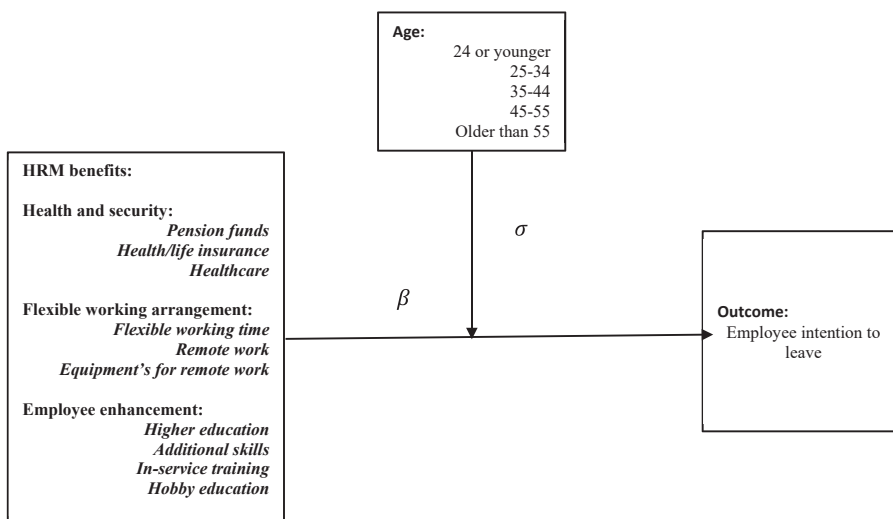 Age:
24 or younger
25-34
35-44
45-55
Older than 55
HRM benefits:
Health and security:
Pension funds
Health/life insurance
Healthcare
Flexible working arrangement:
Flexible working time
Remote work
Equipment's for remote work
Employee enhancement:
Higher education
Additional skills
In-service training
Hobby education
σ
β
Outcome:
Employee intention to
leave